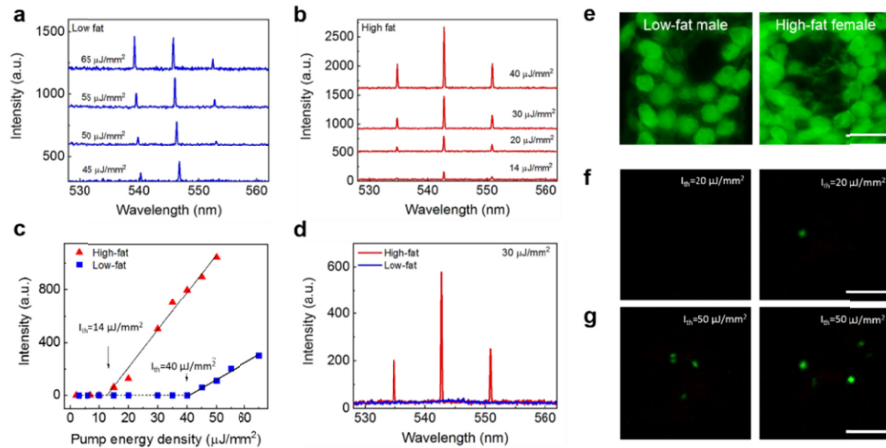 a
Low fat
1500
1200
900
600
300
65 μJ/mm²
55 μJ/mm²
50 μJ/mm²
45 μJ/mm²
530 540 550 560
Wavelength (nm)
Intensity (a.u.)
b
High fat
2500
2000
1500
1000
500
0
40 μJ/mm²
30 μJ/mm²
20 μJ/mm²
14 μJ/mm²
530 540 550 560
Wavelength (nm)
Intensity (a.u.)
c
High-fat
Low-fat
800
400
0
Ith=14 μJ/mm²
Ith=40 μJ/mm²
0 10 20 30 40 50 60
Pump energy density (μJ/mm²)
Intensity (a.u.)
d
High-fat
Low-fat
30 μJ/mm²
600
400
200
0
530 540 550 560
Wavelength (nm)
Intensity (a.u.)
e
Low-fat male
High-fat female
f
Ith=20 μJ/mm²
Ith=20 μJ/mm²
g
Ith=50 μJ/mm²
Ith=50 μJ/mm²